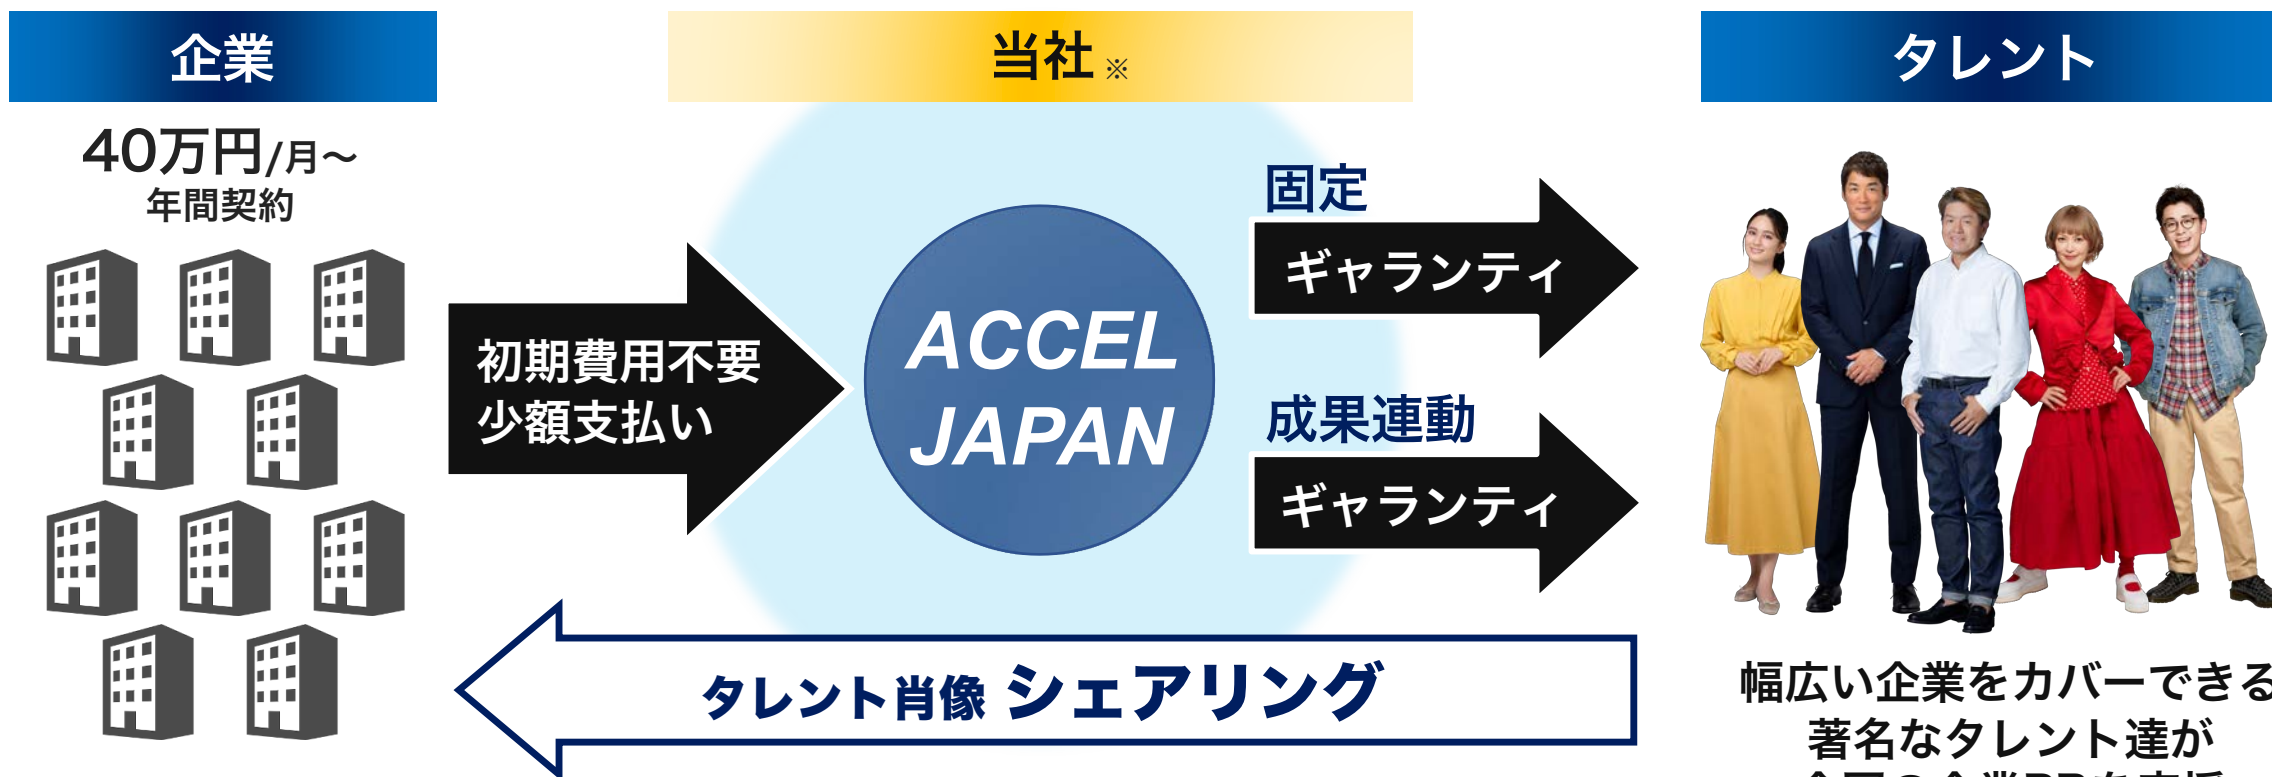 企業
当社 ※
タレント
40万円/月～
年間契約
初期費用不要
少額支払い
ACCEL
JAPAN
固定
ギャランティ
成果連動
ギャランティ
タレント肖像 シェアリング
幅広い企業をカバーできる
著名なタレント達が